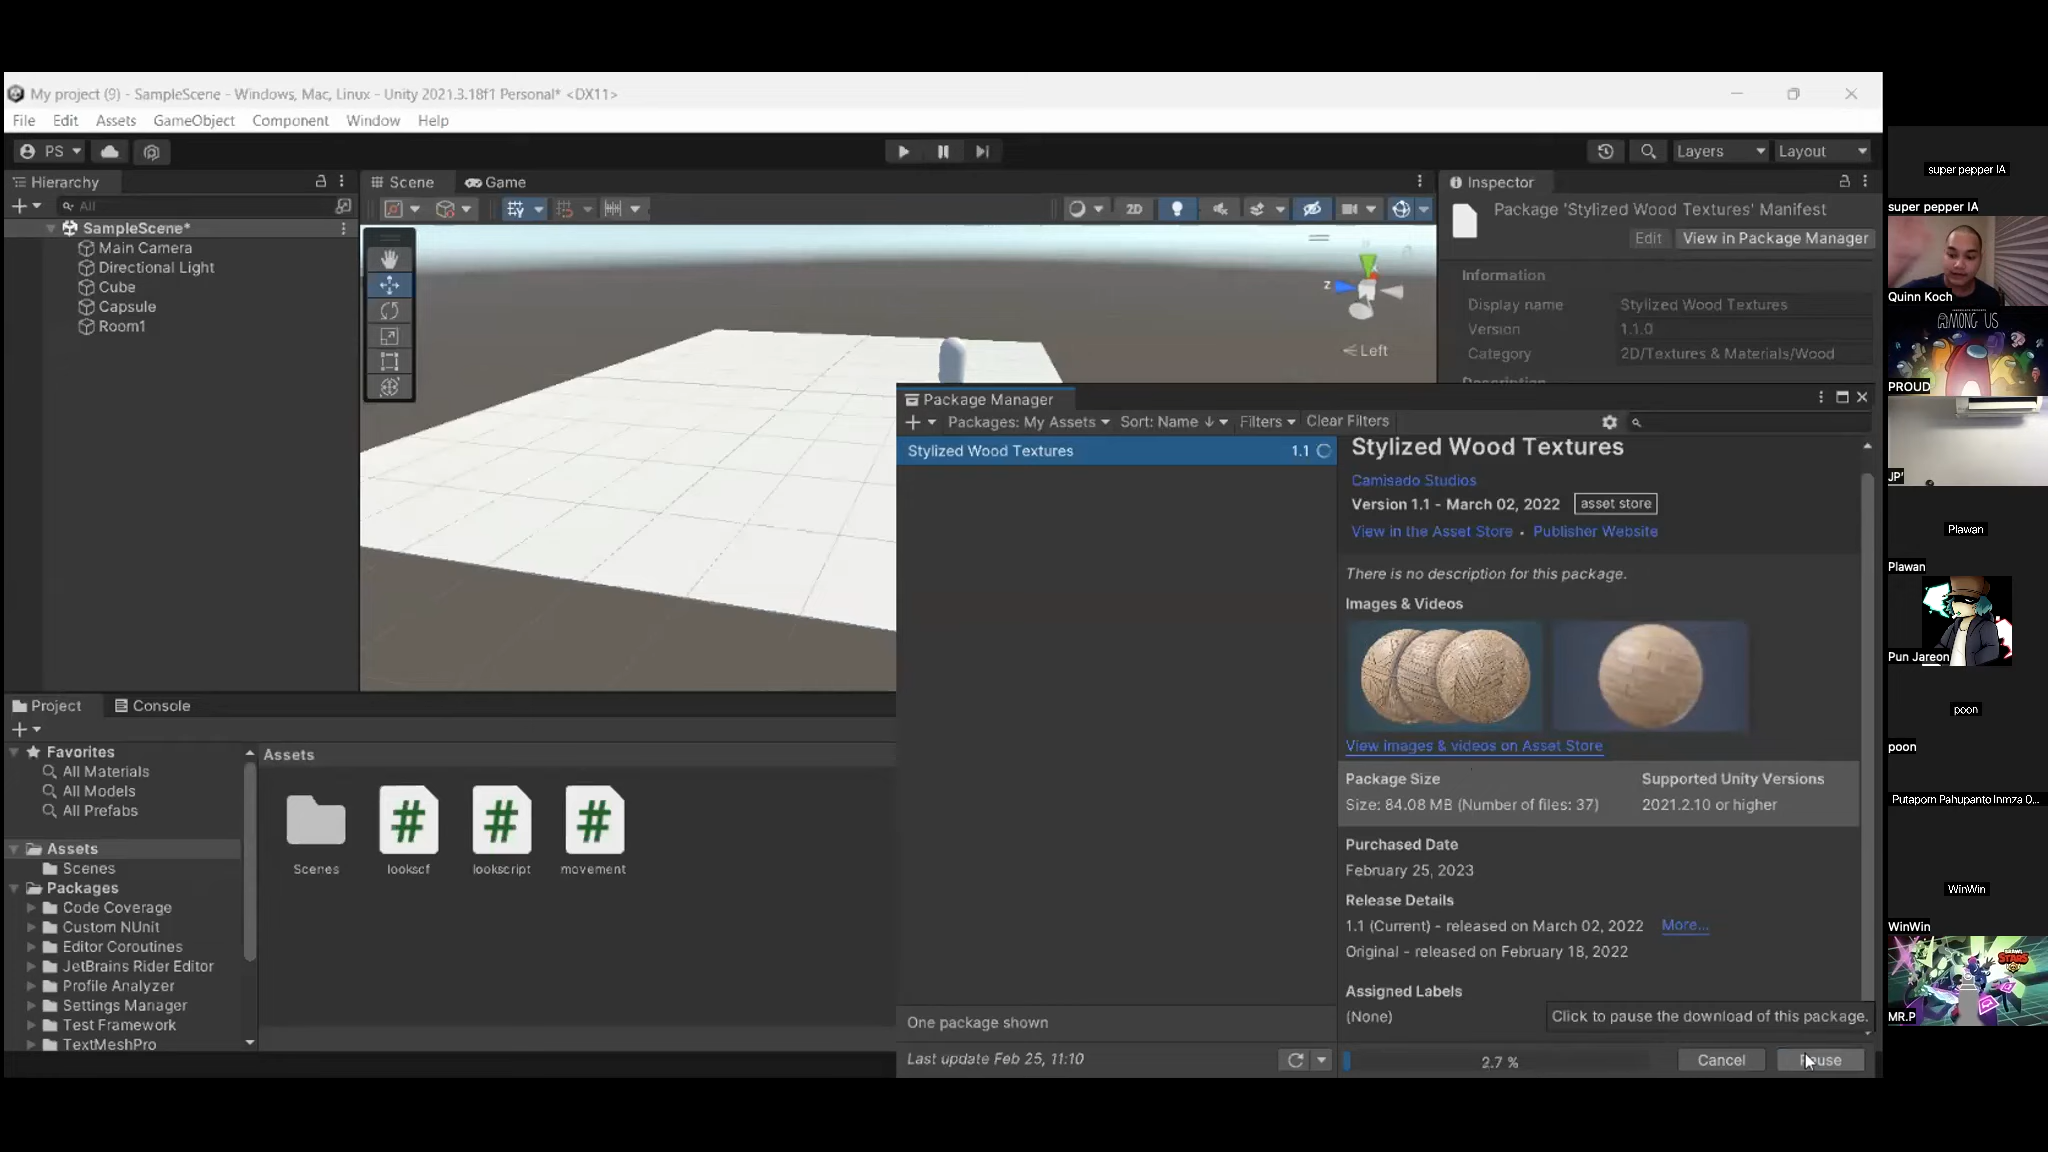 My project (9) - SampleScene - Windows, Mac, Linux - Unity 2021.3.18f1 Personal* <DX11>
File Edit Assets GameObject Component Window Help
PS
Layers
Layout
Hierarchy
All
SampleScene*
Main Camera
Directional Light
Cube
Capsule
Room1
Scene
Game
2D
z
Left
Inspector
Package 'Stylized Wood Textures' Manifest
Edit
View in Package Manager
Information
Display name Stylized Wood Textures
Version 1.1.0
Category 2D/Textures & Materials/Wood
Package Manager
Packages: My Assets Sort: Name ↓ Filters Clear Filters
Stylized Wood Textures 1.1
One package shown
Last update Feb 25, 11:10
Stylized Wood Textures
Camisado Studios
Version 1.1 - March 02, 2022 asset store
View in the Asset Store • Publisher Website
There is no description for this package.
Images & Videos
View images & videos on Asset Store
Package Size
Size: 84.08 MB (Number of files: 37)
Supported Unity Versions
2021.2.10 or higher
Purchased Date
February 25, 2023
Release Details
1.1 (Current) - released on March 02, 2022 More...
Original - released on February 18, 2022
Assigned Labels
(None)
Click to pause the download of this package.
2.7 %
Cancel
Project
Console
Favorites
All Materials
All Models
All Prefabs
Assets
Scenes
Packages
Code Coverage
Custom NUnit
Editor Coroutines
JetBrains Rider Editor
Profile Analyzer
Settings Manager
Test Framework
TextMeshPro
Assets
Scenes
lookscf
lookscript
movement
super pepper IA
super pepper IA
Quinn Koch
AMONG US
PROUD
JP'
Plawan
Plawan
Pun Jareon
poon
poon
Putaporn Pahupanto Inmza 0...
WinWin
WinWin
BRAWL STARS
MR.P